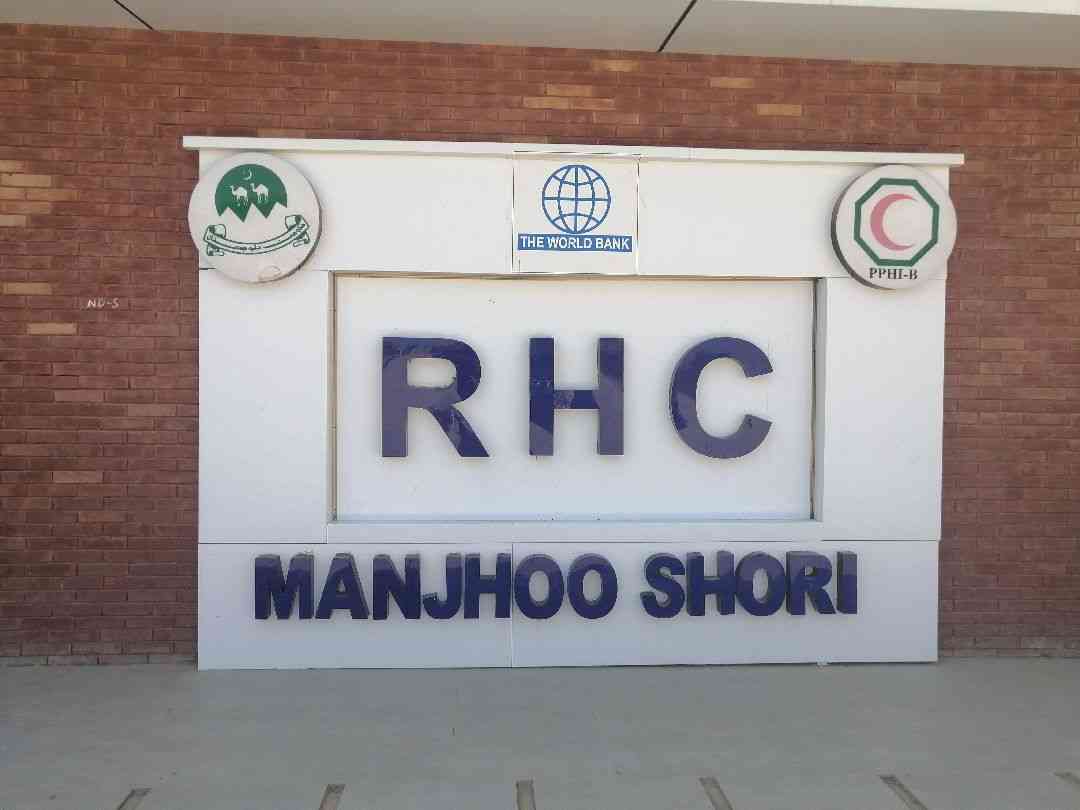 THE WORLD BANK
PPHI-B
ND-S
RHC
MANJHOO SHORI